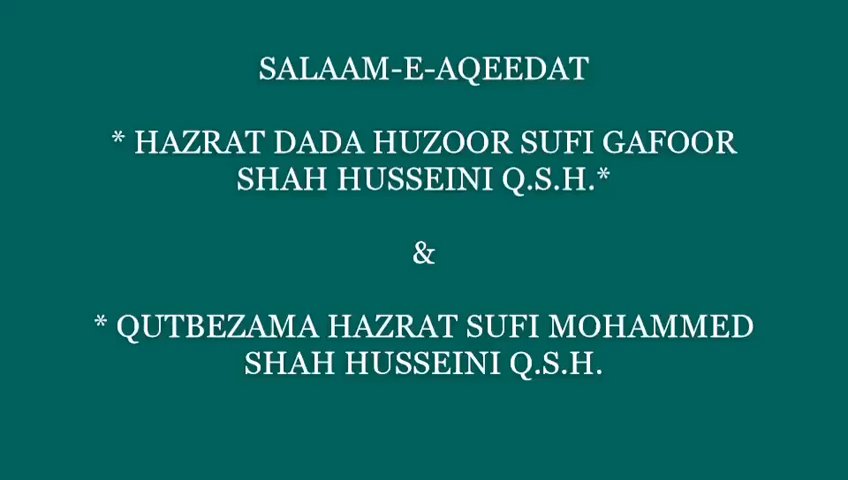 SALAAM-E-AQEEDAT
* HAZRAT DADA HUZOOR SUFI GAFOOR
SHAH HUSSEINI Q.S.H.*
&
* QUTBEZAMA HAZRAT SUFI MOHAMMED
SHAH HUSSEINI Q.S.H.